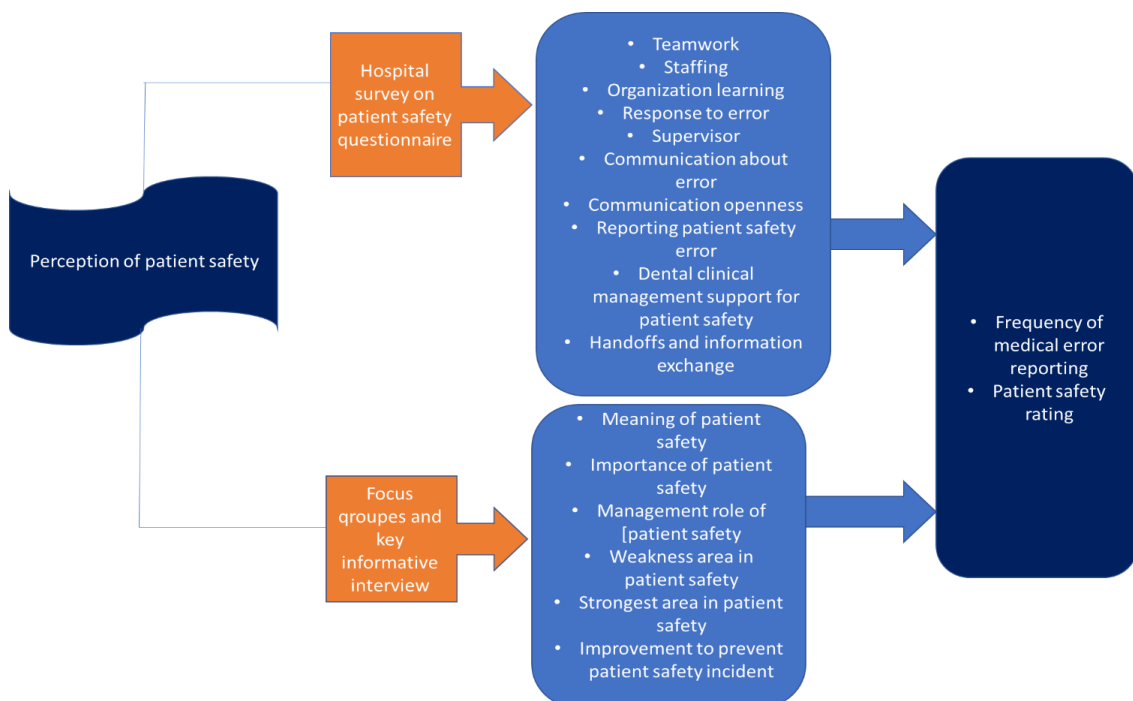 Perception of patient safety
Hospital
survey on
patient safety
questionnaire
• Teamwork
• Staffing
• Organization learning
• Response to error
• Supervisor
• Communication about
error
• Communication openness
• Reporting patient safety
error
• Dental clinical
management support for
patient safety
• Handoffs and information
exchange
Focus
qroupes and
key
informative
interview
• Meaning of patient
safety
• Importance of patient
safety
• Management role of
[patient safety
• Weakness area in
patient safety
• Strongest area in patient
safety
• Improvement to prevent
patient safety incident
• Frequency of
medical error
reporting
• Patient safety
rating